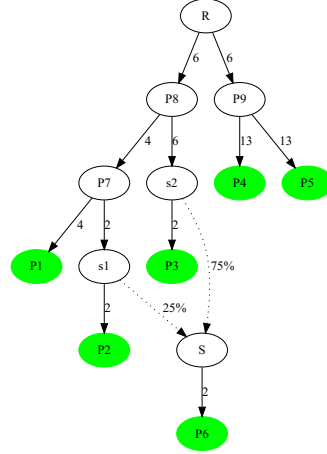 R
6 6
P8 P9
4 6 13 13
P7 s2 P4 P5
4 2 2 75%
P1 s1 P3
2 25%
P2 S
2
P6